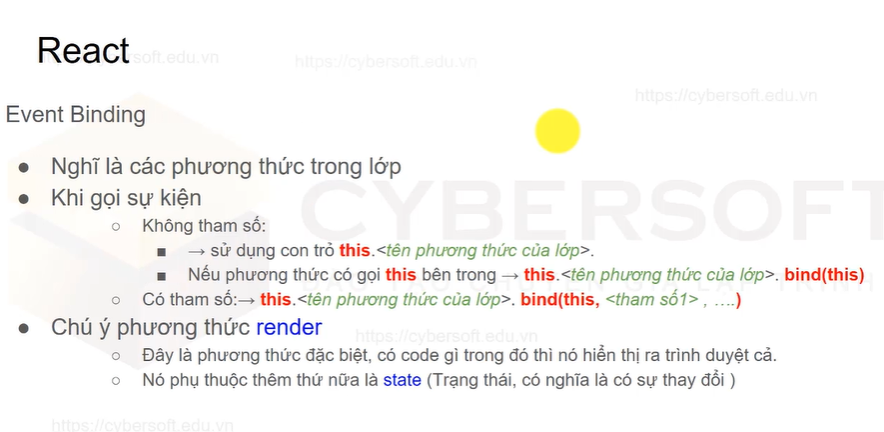 React
https://cybersoft.edu.vn
https://cybersoft.edu.vn
https://cybersoft.edu.vn
Event Binding
● Nghĩ là các phương thức trong lớp
● Khi gọi sự kiện
○ Không tham số:
■ → sử dụng con trỏ this.<tên phương thức của lớp>.
■ Nếu phương thức có gọi this bên trong → this.<tên phương thức của lớp>. bind(this)
○ Có tham số:→ this.<tên phương thức của lớp>. bind(this, <tham số1> , ….)
CYBERSOFT
● Chú ý phương thức render
https://cybersoft.edu.vn
○ Đây là phương thức đặc biệt, có code gì trong đó thì nó hiển thị ra trình duyệt cả.
○ Nó phụ thuộc thêm thứ nữa là state (Trạng thái, có nghĩa là có sự thay đổi )
https://cybersoft.edu.vn